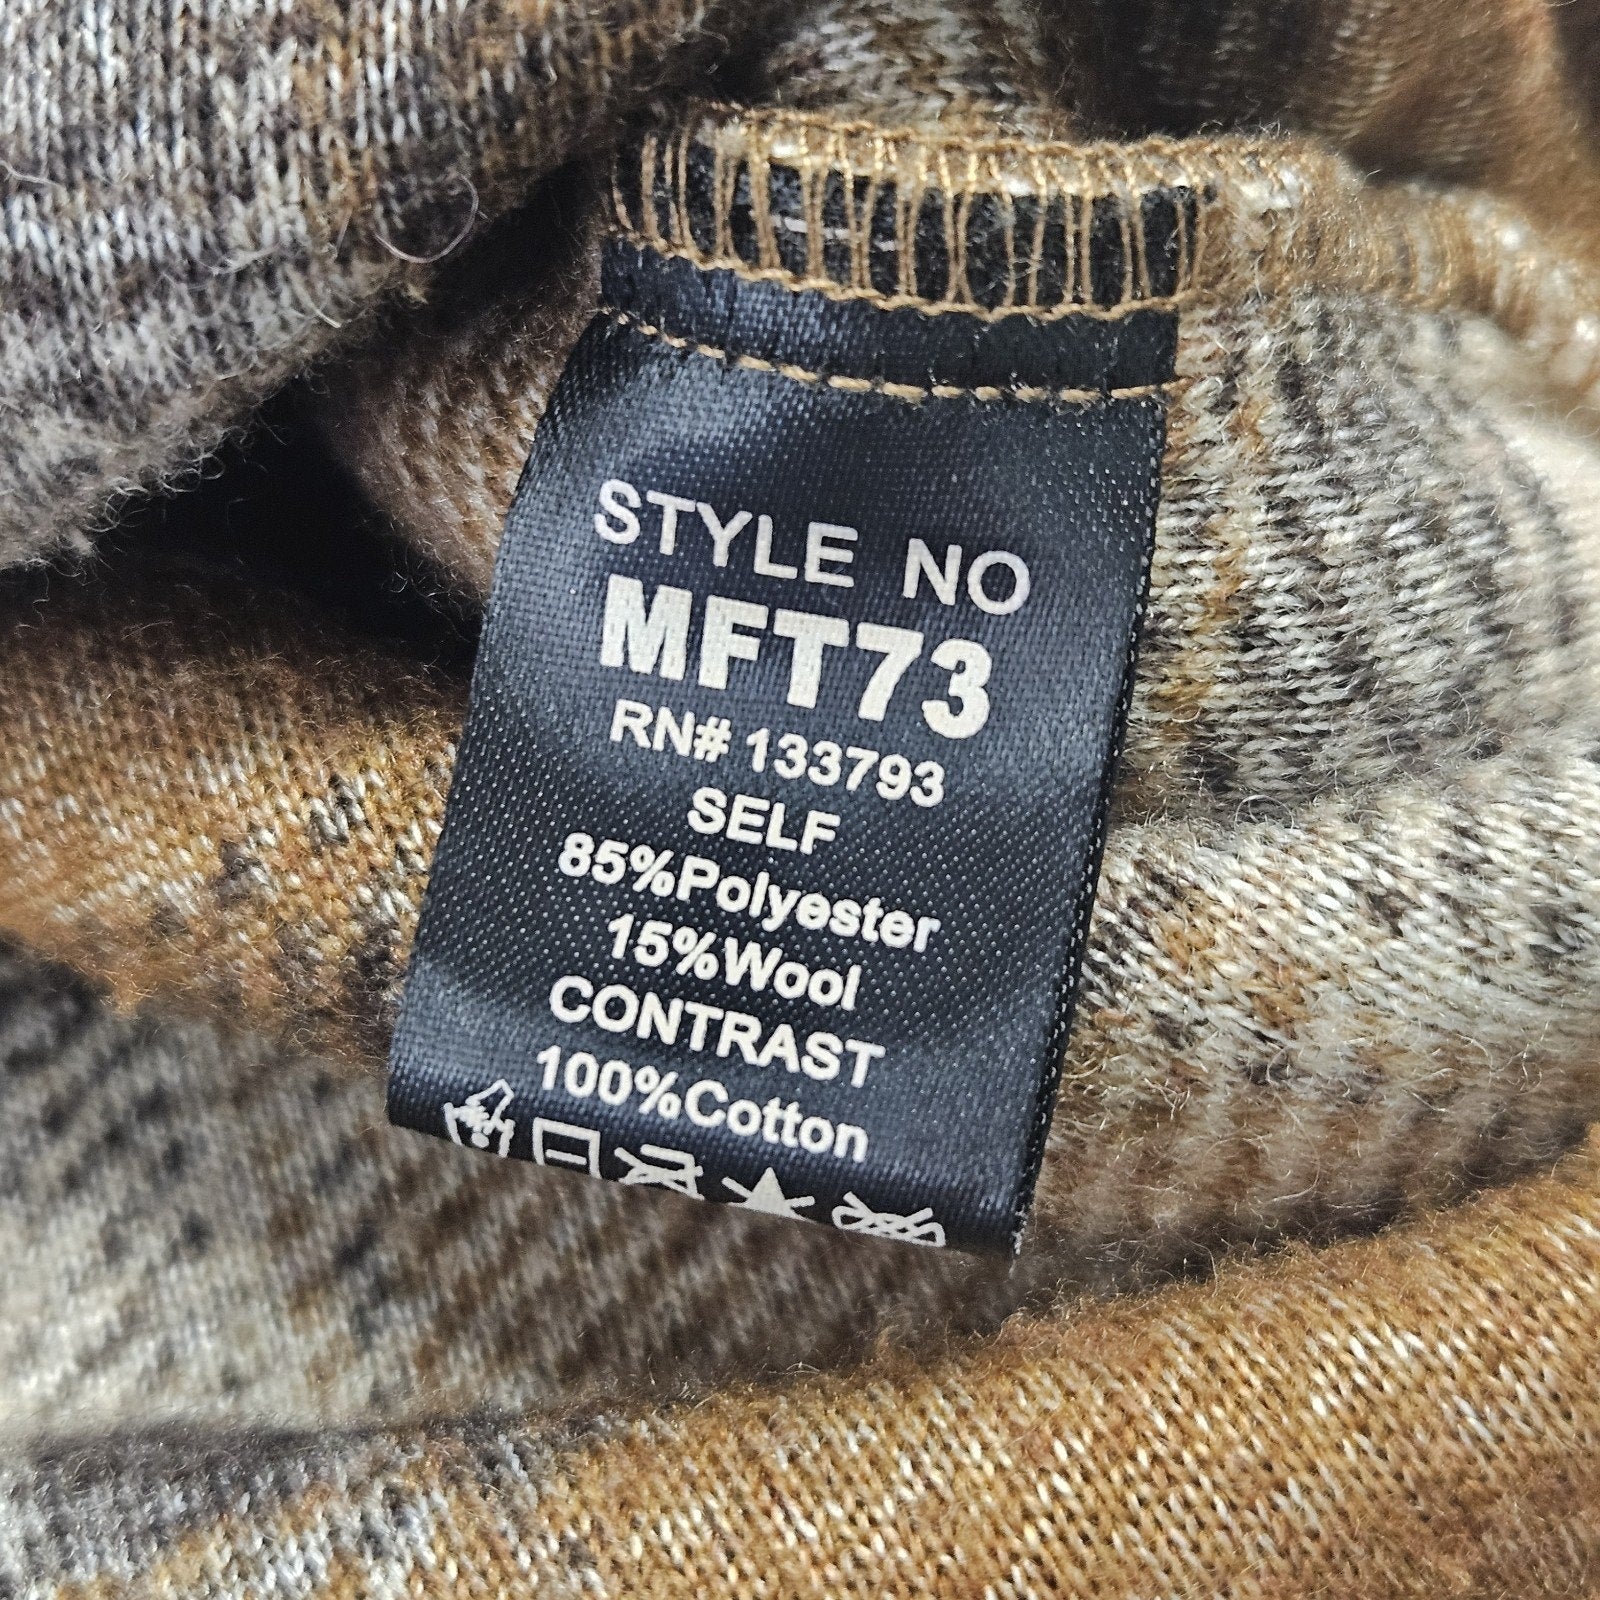 STYLE NO
MFT73
RN# 133793
SELF
85%Polyester
15%Wool
CONTRAST
100%Cotton